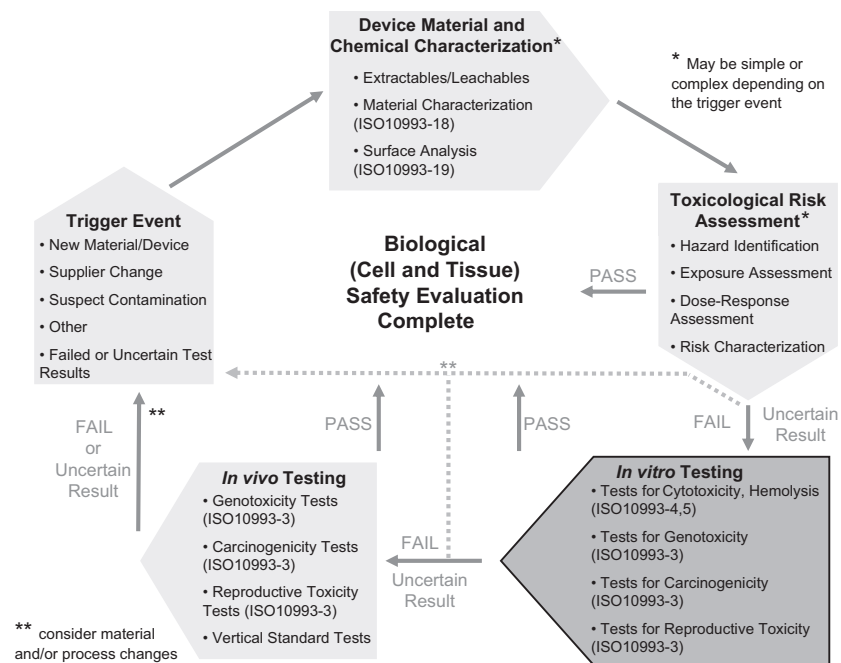 Device Material and
Chemical Characterization*
• Extractables/Leachables
• Material Characterization
(ISO10993-18)
• Surface Analysis
(ISO10993-19)
* May be simple or
complex depending on
the trigger event
Trigger Event
• New Material/Device
• Supplier Change
• Suspect Contamination
• Other
• Failed or Uncertain Test
Results
Biological
(Cell and Tissue)
Safety Evaluation
Complete
PASS
Toxicological Risk
Assessment*
• Hazard Identification
• Exposure Assessment
• Dose-Response
Assessment
• Risk Characterization
**
FAIL
or
Uncertain
Result
**
PASS
PASS
FAIL
Uncertain
Result
In vivo Testing
• Genotoxicity Tests
(ISO10993-3)
• Carcinogenicity Tests
(ISO10993-3)
• Reproductive Toxicity
Tests (ISO10993-3)
• Vertical Standard Tests
FAIL
Uncertain
Result
In vitro Testing
• Tests for Cytotoxicity, Hemolysis
(ISO10993-4,5)
• Tests for Genotoxicity
(ISO10993-3)
• Tests for Carcinogenicity
(ISO10993-3)
• Tests for Reproductive Toxicity
(ISO10993-3)
** consider material
and/or process changes